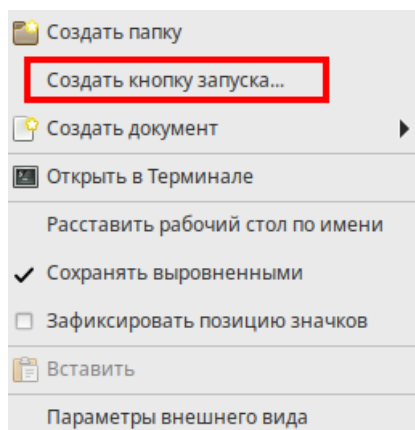 Создать папку
Создать кнопку запуска...
Создать документ
Открыть в Терминале
Расставить рабочий стол по имени
Сохранять выровненными
Зафиксировать позицию значков
Вставить
Параметры внешнего вида